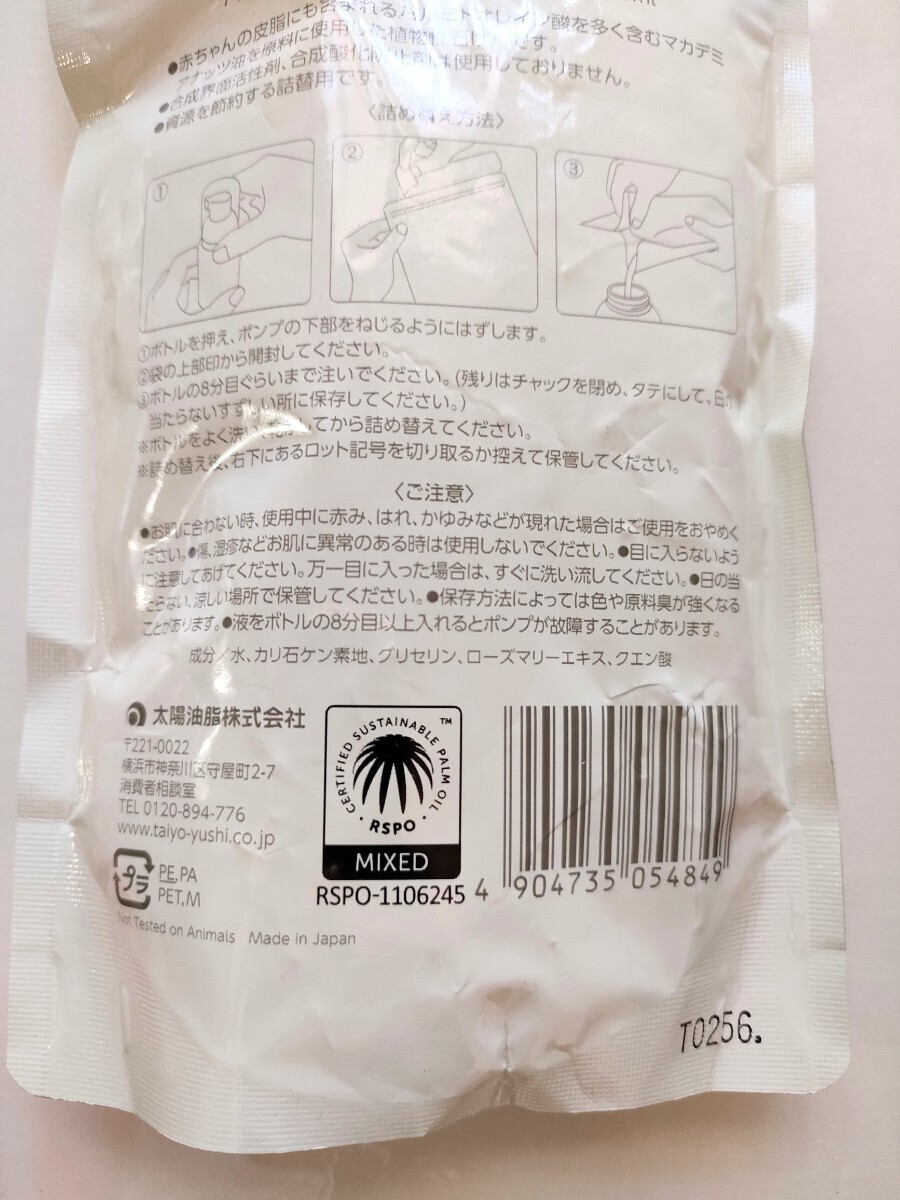 ●赤ちゃんの皮脂にも含まれるパルミトオレイン酸を多く含むマカデミ
アナッツ油を原料に使用した植物性石けんです。
●合成界面活性剤、合成酸化防止剤は使用しておりません。
●資源を節約する詰替用です。
〈詰め替え方法〉
①
②
③
①ボトルを押え、ポンプの下部をねじるようにはずします。
②袋の上部印から開封してください。
③ボトルの8分目ぐらいまで注いでください。(残りはチャックを閉め、タテにして、日の
当たらないすずしい所に保存してください。)
※ボトルをよく洗い、乾かしてから詰め替えてください。
※詰め替え後、右下にあるロット記号を切り取るか控えて保管してください。
〈ご注意〉
●お肌に合わない時、使用中に赤み、はれ、かゆみなどが現れた場合はご使用をおやめく
ださい。●傷、湿疹などお肌に異常のある時は使用しないでください。●目に入らないよう
に注意してあげてください。万一目に入った場合は、すぐに洗い流してください。●日の当
たらない、涼しい場所で保管してください。●保存方法によっては色や原料臭が強くなる
ことがあります。●液をボトルの8分目以上入れるとポンプが故障することがあります。
成分/水、カリ石ケン素地、グリセリン、ローズマリーエキス、クエン酸
太陽油脂株式会社
〒221-0022
横浜市神奈川区守屋町2-7
消費者相談室
TEL 0120-894-776
www.taiyo-yushi.co.jp
プラ
PE,PA
PET,M
Not Tested on Animals Made in Japan
CERTIFIED SUSTAINABLE PALM OIL
TM
RSPO
MIXED
RSPO-1106245
4 904735 054849
T0256